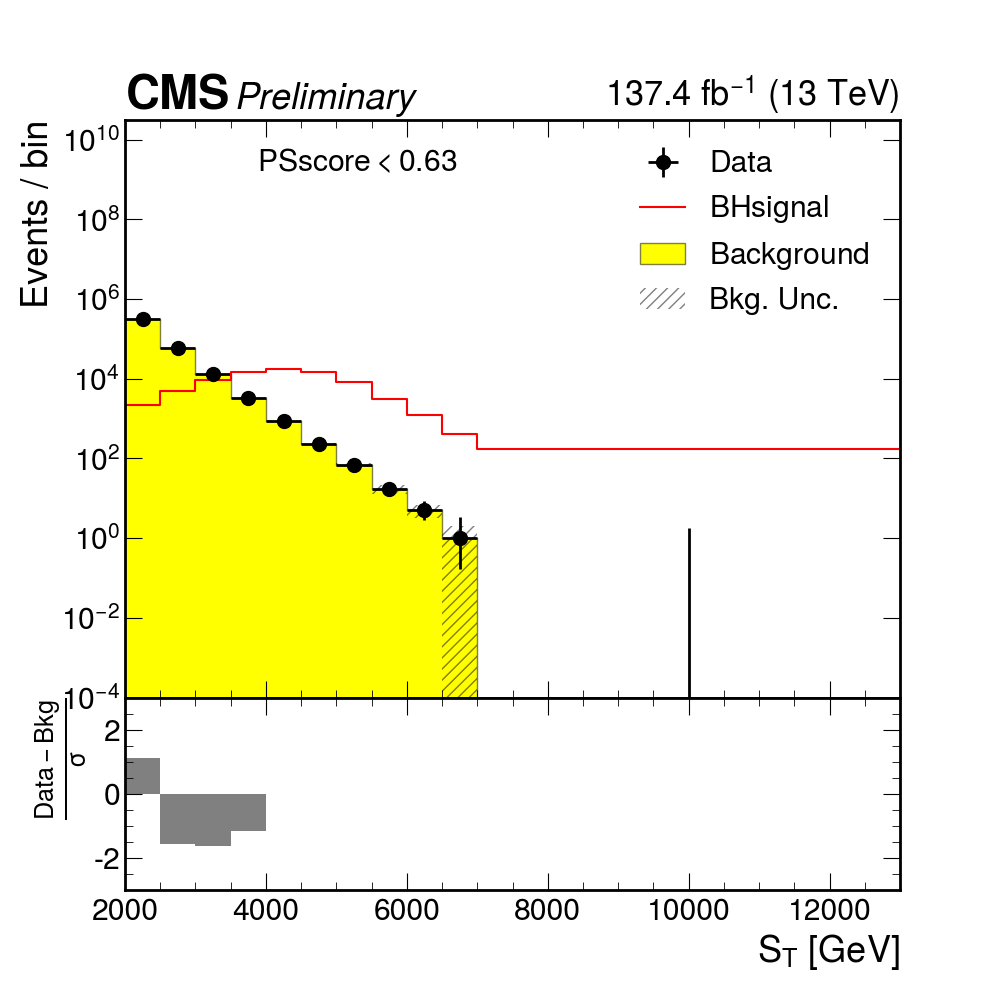 CMS Preliminary 137.4 fb⁻¹ (13 TeV)
Events / bin
10¹⁰
10⁸
10⁶
10⁴
10²
10⁰
10⁻²
10⁻⁴
PSscore < 0.63
Data
BHsignal
Background
Bkg. Unc.
Data – Bkg
σ
2
0
-2
2000 4000 6000 8000 10000 12000
S_T [GeV]